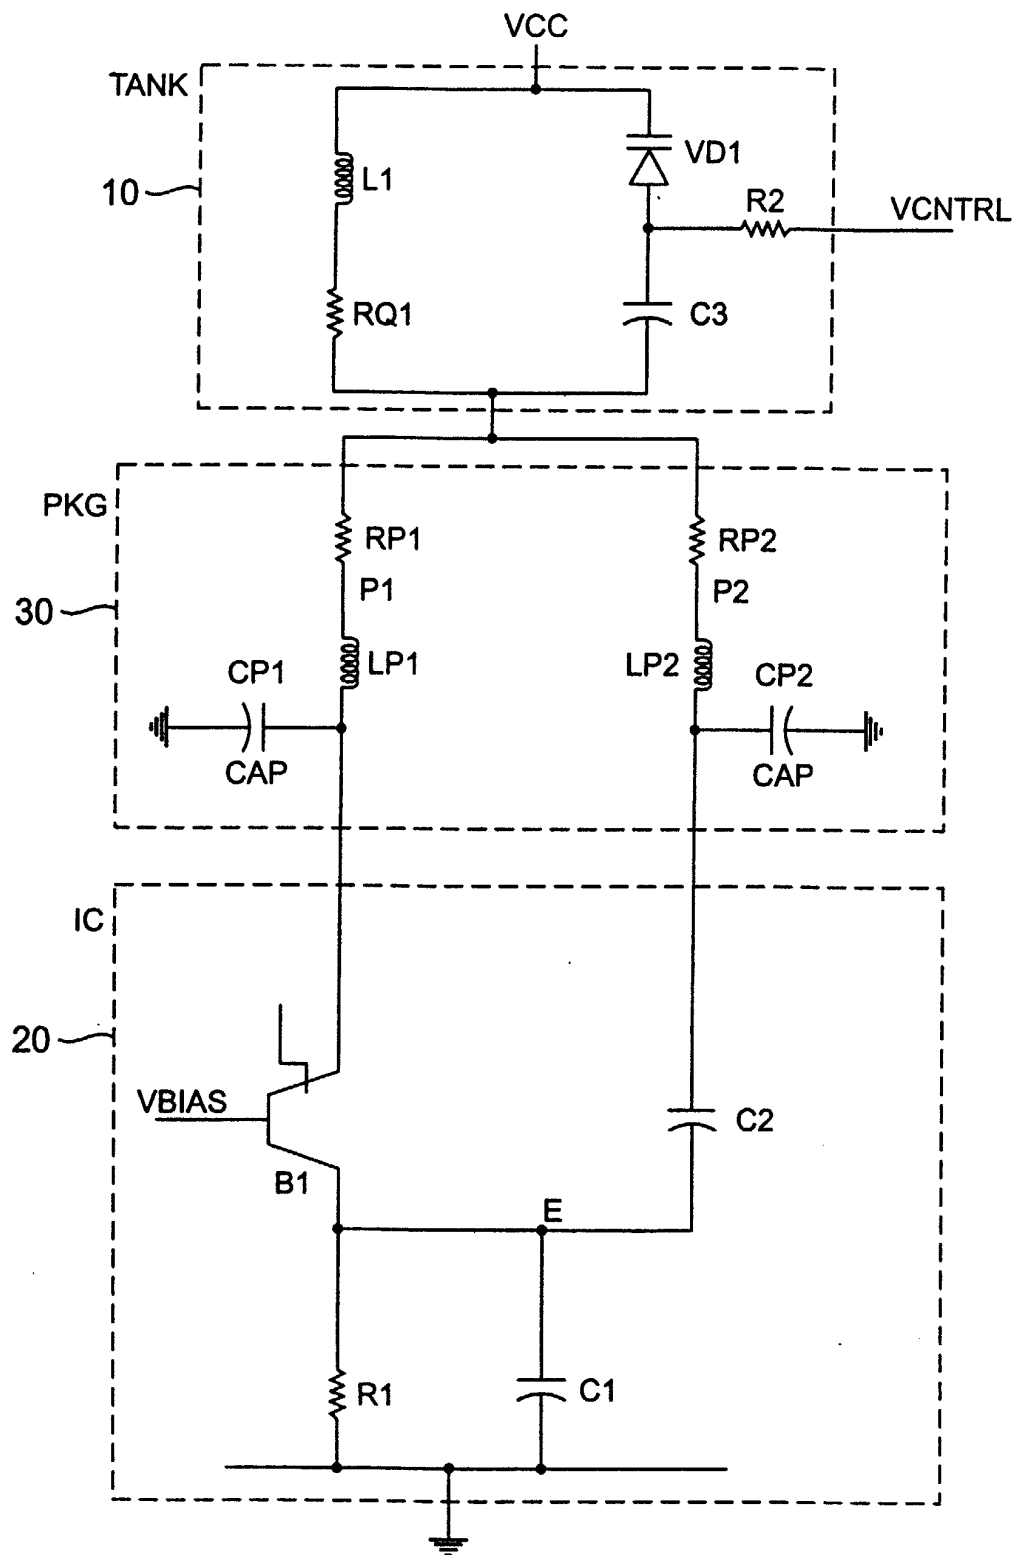 VCC
TANK
10
L1
VD1
R2
VCNTRL
RQ1
C3
PKG
30
RP1
RP2
P1
P2
LP1
LP2
CP1
CP2
CAP
CAP
IC
20
VBIAS
B1
C2
E
R1
C1